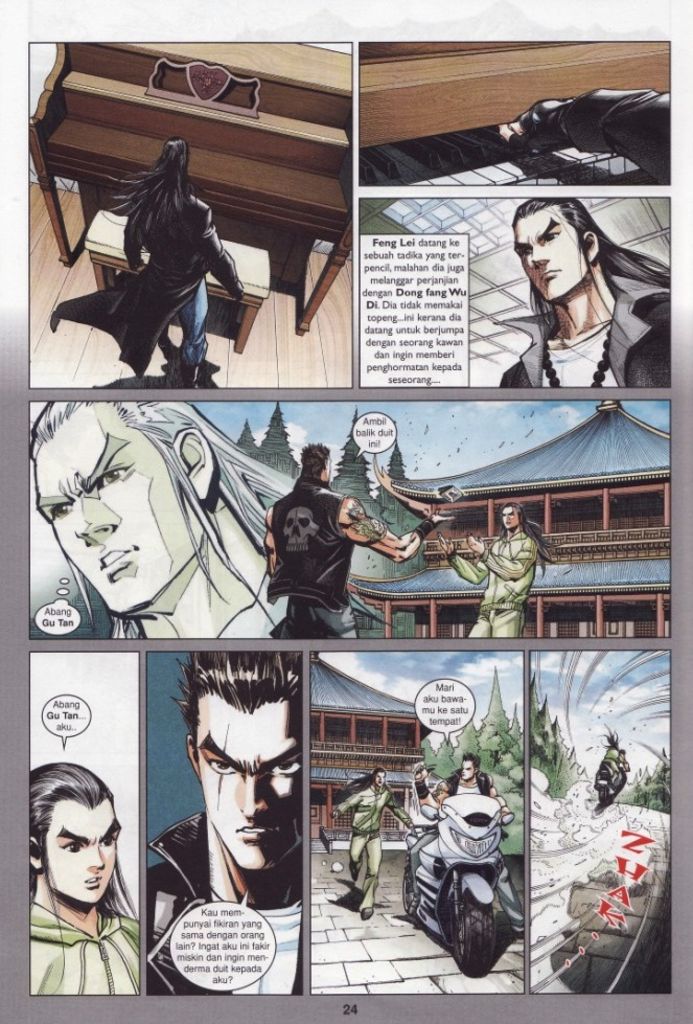 Feng Lei datang ke
sebuah tadika yang ter-
pencil, malahan dia juga
melanggar perjanjian
dengan Dong fang Wu
Di. Dia tidak memakai
topeng...ini kerana dia
datang untuk berjumpa
dengan seorang kawan
dan ingin memberi
penghormatan kepada
seseorang....
Abang
Gu Tan
Ambil
balik duit
ini!
Abang
Gu Tan...
aku..
Kau mem-
punyai fikiran yang
sama dengan orang
lain? Ingat aku ini fakir
miskin dan ingin men-
derma duit kepada
aku?
Mari
aku bawa-
mu ke satu
tempat!
ZUAK...
24